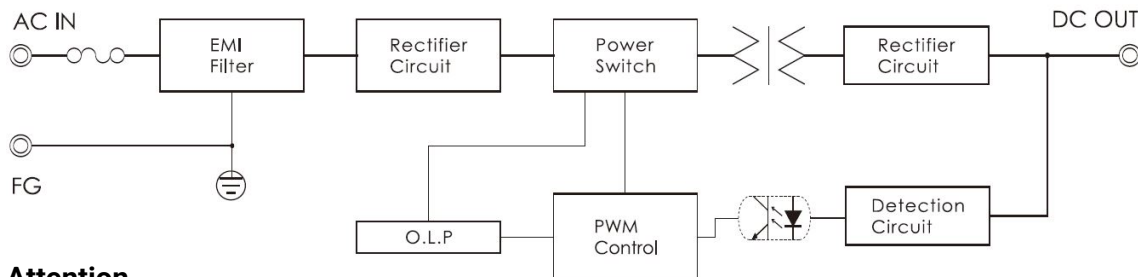 AC IN
DC OUT
EMI
Filter
Rectifier
Circuit
Power
Switch
Rectifier
Circuit
FG
O.L.P
PWM
Control
Detection
Circuit
Attention